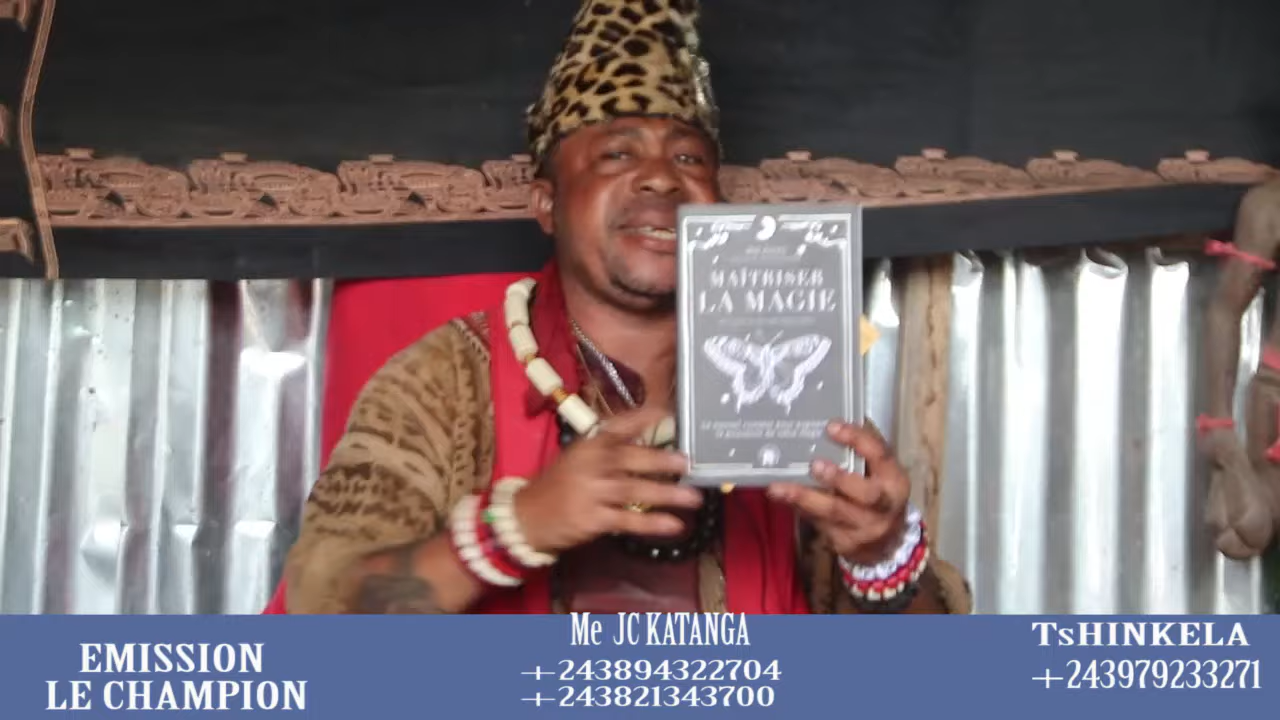 MAÎTRISER
LA MAGIE
EMISSION
LE CHAMPION
Me JC KATANGA
+243894322704
+243821343700
TsHINKELA
+243979233271